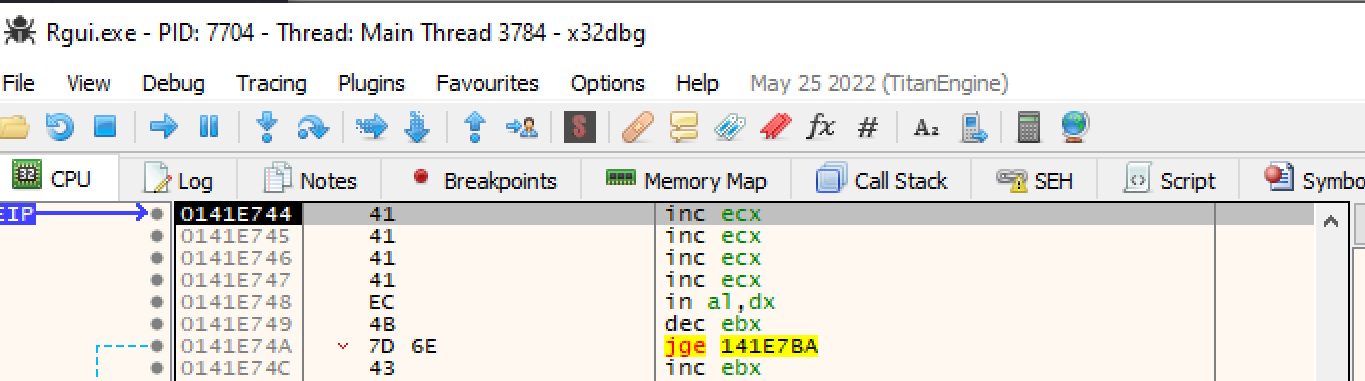 Rgui.exe - PID: 7704 - Thread: Main Thread 3784 - x32dbg
File View Debug Tracing Plugins Favourites Options Help May 25 2022 (TitanEngine)
CPU Log Notes Breakpoints Memory Map Call Stack SEH Script Symbo
EIP 0141E744 41 inc ecx
0141E745 41 inc ecx
0141E746 41 inc ecx
0141E747 41 inc ecx
0141E748 EC in al,dx
0141E749 4B dec ebx
0141E74A 7D 6E jge 141E7BA
0141E74C 43 inc ebx